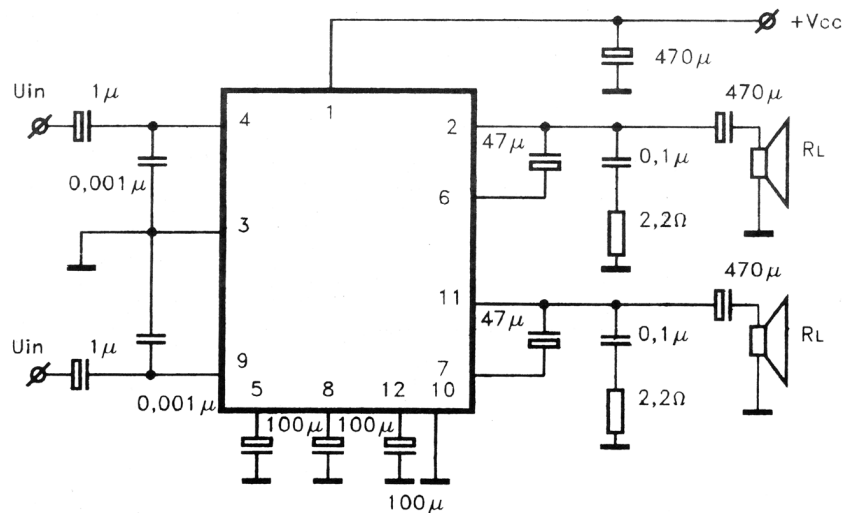 +Vcc
470µ
1µ
Uin
1
470µ
4
2
47µ
0,1µ
RL
0,001µ
6
3
2,2Ω
470µ
11
47µ
Uin
1µ
0,1µ
RL
9
7
0,001µ
5
8
12
10
2,2Ω
100µ
100µ
100µ